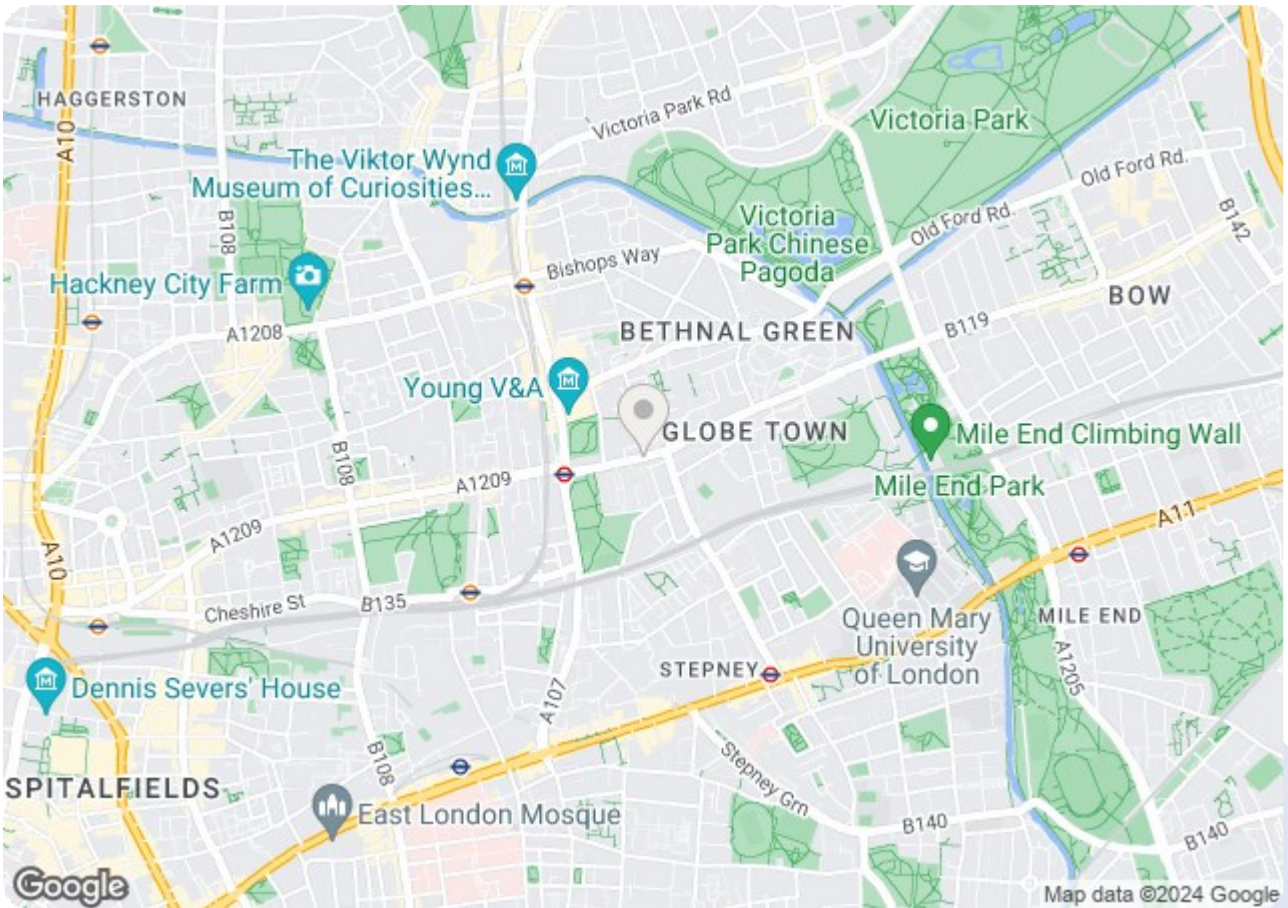 HAGGERSTON
A10
Victoria Park Rd
Victoria Park
The Viktor Wynd
Museum of Curiosities...
Old Ford Rd.
B108
Victoria
Park Chinese
Pagoda
Old Ford Rd.
B142
Bishops Way
Hackney City Farm
BOW
A1208
BETHNAL GREEN
B119
Young V&A
GLOBE TOWN
Mile End Climbing Wall
B108
A1209
Mile End Park
A11
A1209
A10
Cheshire St
B135
Queen Mary
University
of London
MILE END
STEPNEY
A1205
Dennis Severs' House
A107
B108
Stepney Grn
SPITALFIELDS
East London Mosque
B140
B140
Google
Map data ©2024 Google